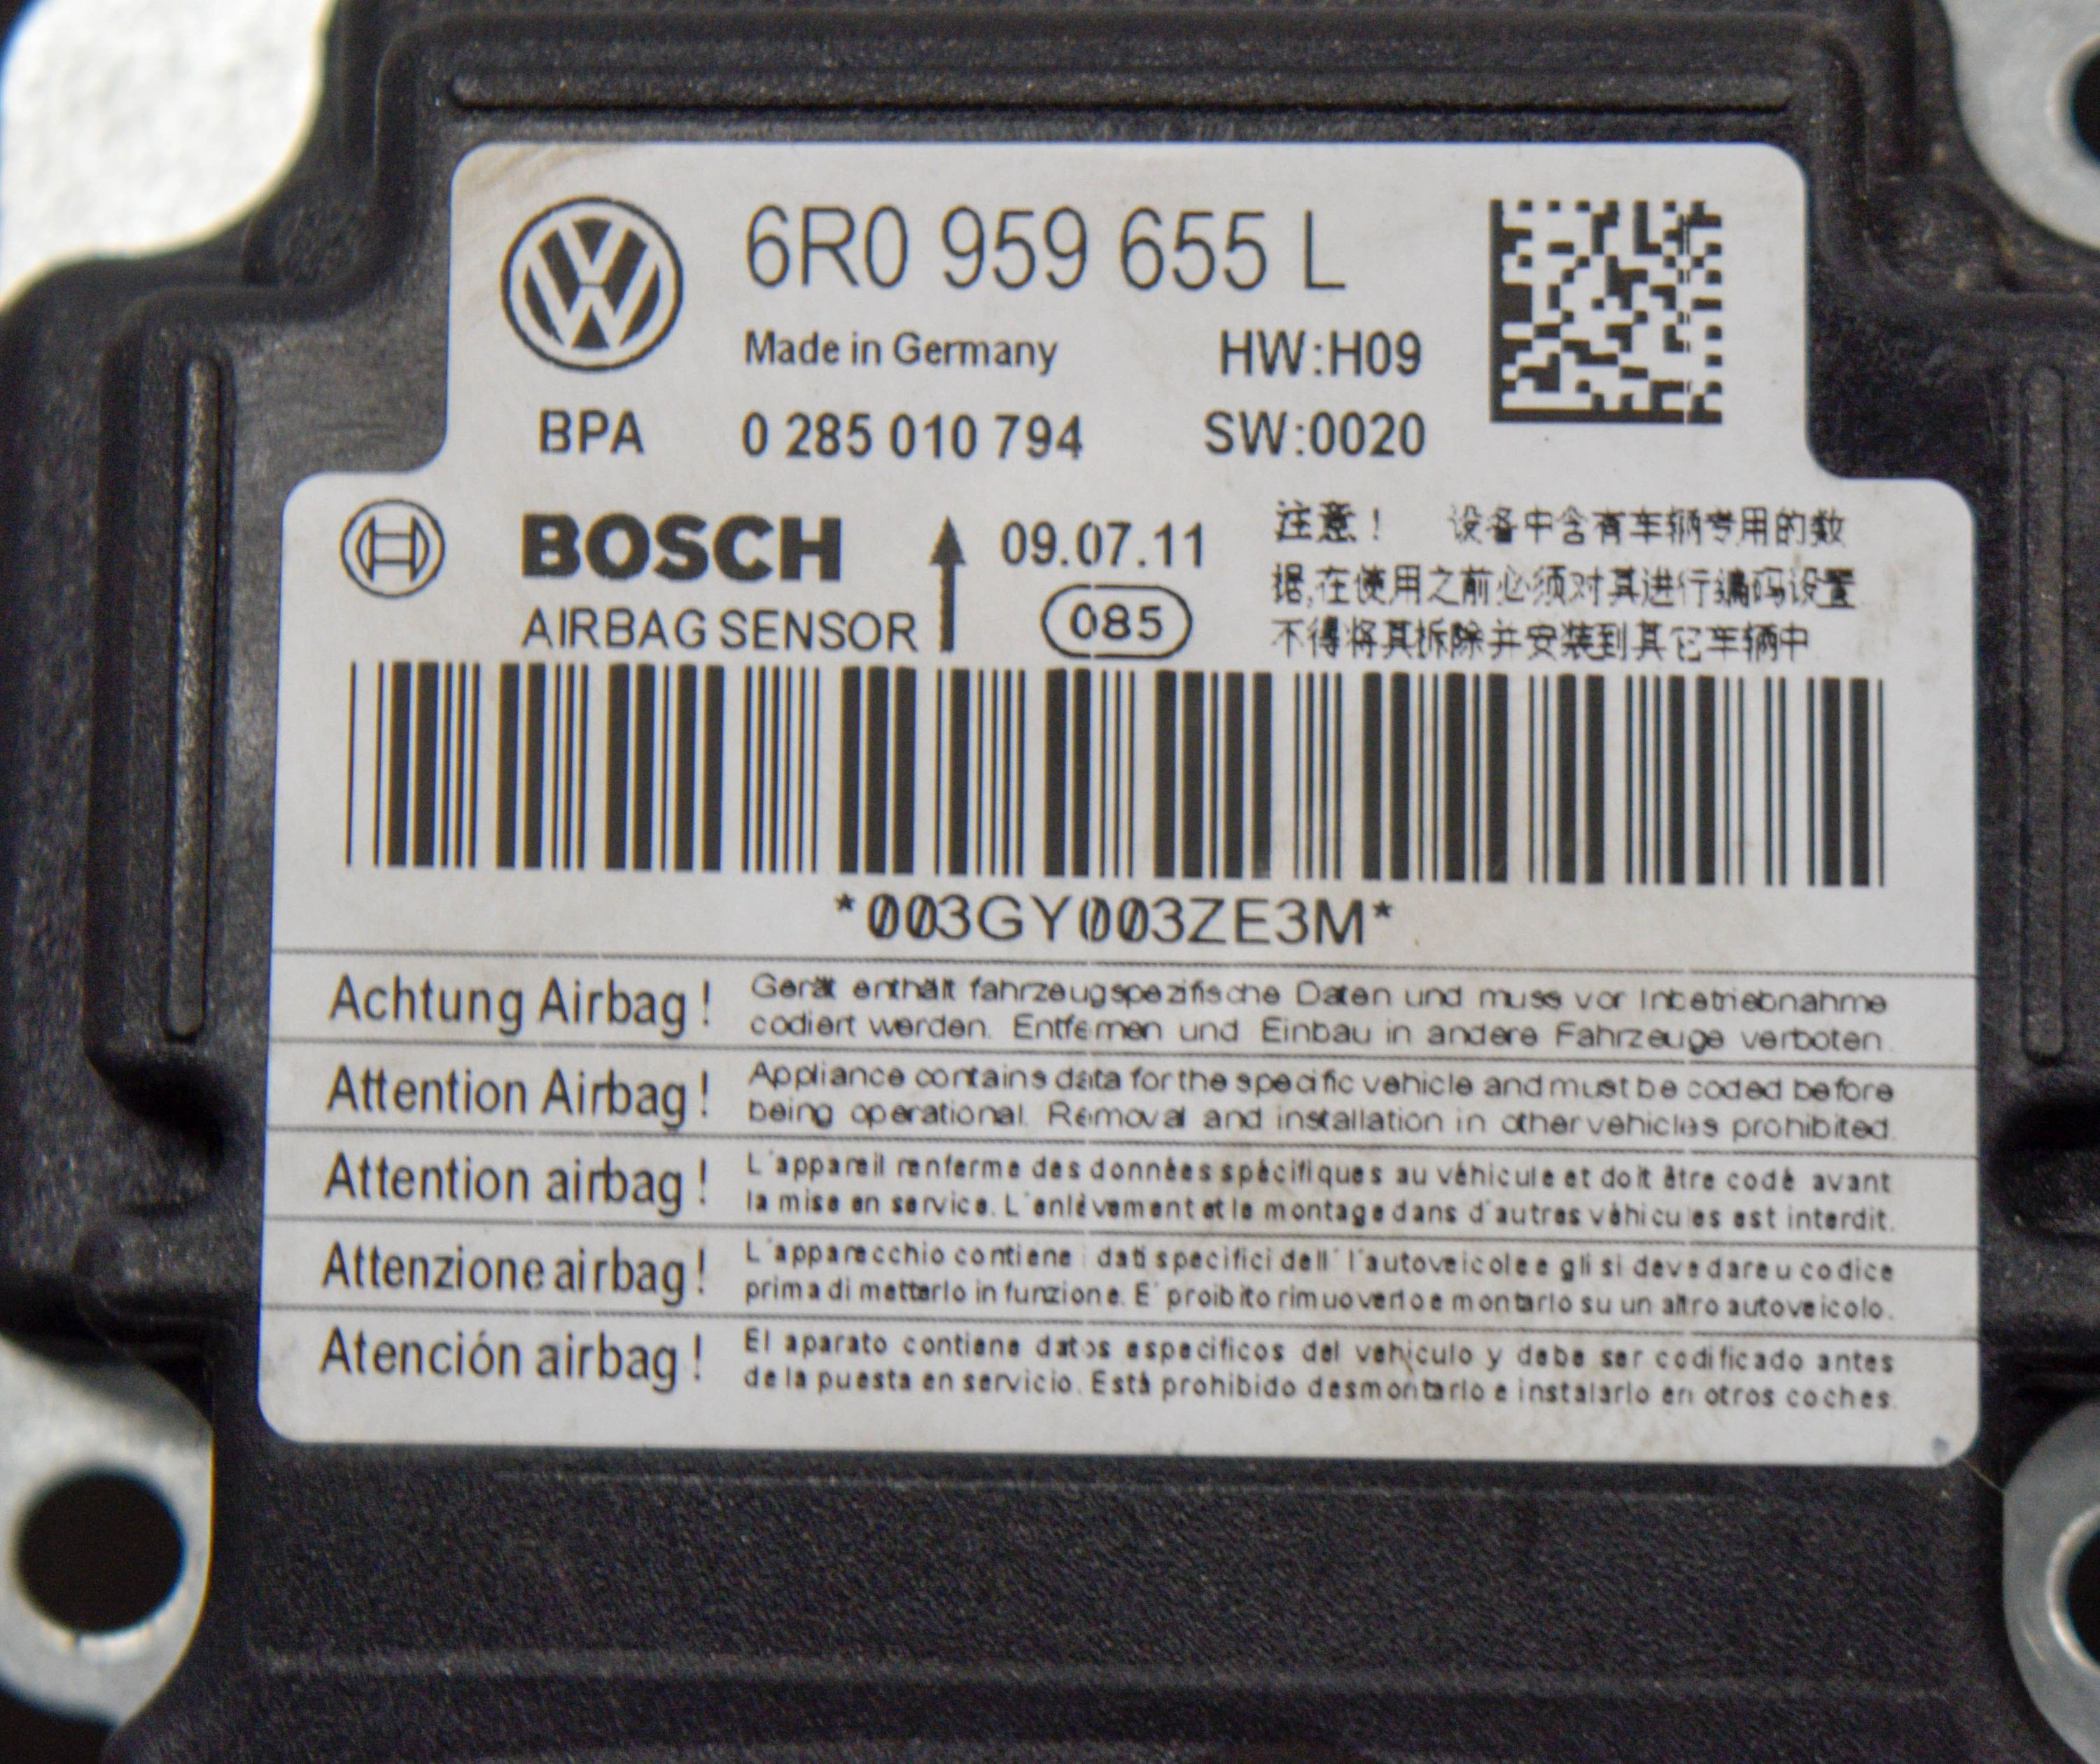 6R0 959 655 L
Made in Germany HW:H09
BPA 0 285 010 794 SW:0020
BOSCH 09.07.11
AIRBAG SENSOR 085
注意！ 设备中含有车辆专用的数
据,在使用之前必须对其进行编码设置
不得将其拆除并安装到其它车辆中
*003GY003ZE3M*
Achtung Airbag! Gerät enthält fahrzeugspezifische Daten und muss vor Inbetriebnahme
codiert werden. Entfernen und Einbau in andere Fahrzeuge verboten.
Attention Airbag! Appliance contains data for the specific vehicle and must be coded before
being operational. Removal and installation in other vehicles prohibited.
Attention airbag! L'appareil renferme des données spécifiques au véhicule et doit être codé avant
la mise en service. L'enlèvement et le montage dans d'autres véhicules est interdit.
Attenzione airbag! L'apparecchio contiene i dati specifici dell' l'autoveicolo e gli si deve dare u codice
prima di metterlo in funzione. E' proibito rimuoverlo e montarlo su un altro autoveicolo.
Atención airbag! El aparato contiene datos especificos del vehiculo y debe ser codificado antes
de la puesta en servicio. Está prohibido desmontarlo e instalarlo en otros coches.